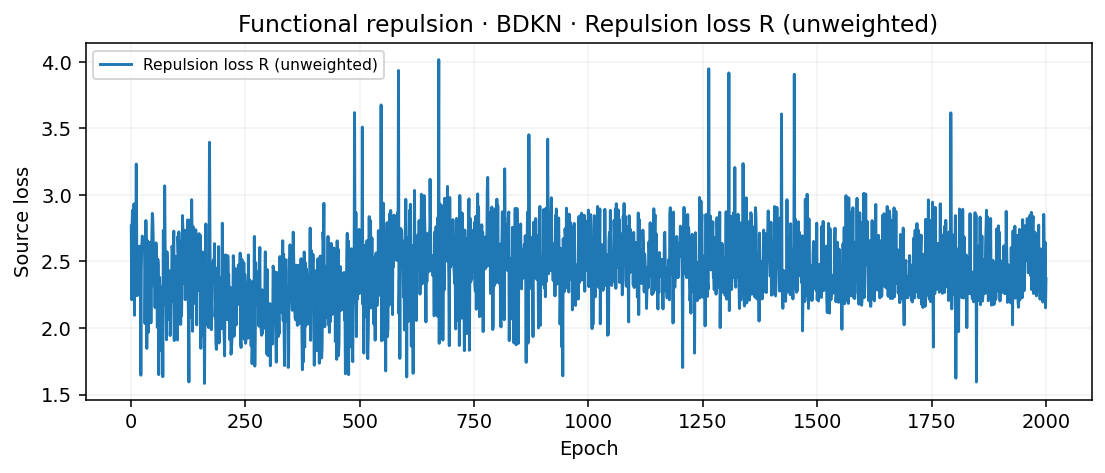 Functional repulsion · BDKN · Repulsion loss R (unweighted)
Repulsion loss R (unweighted)
Source loss
4.0
3.5
3.0
2.5
2.0
1.5
0 250 500 750 1000 1250 1500 1750 2000
Epoch